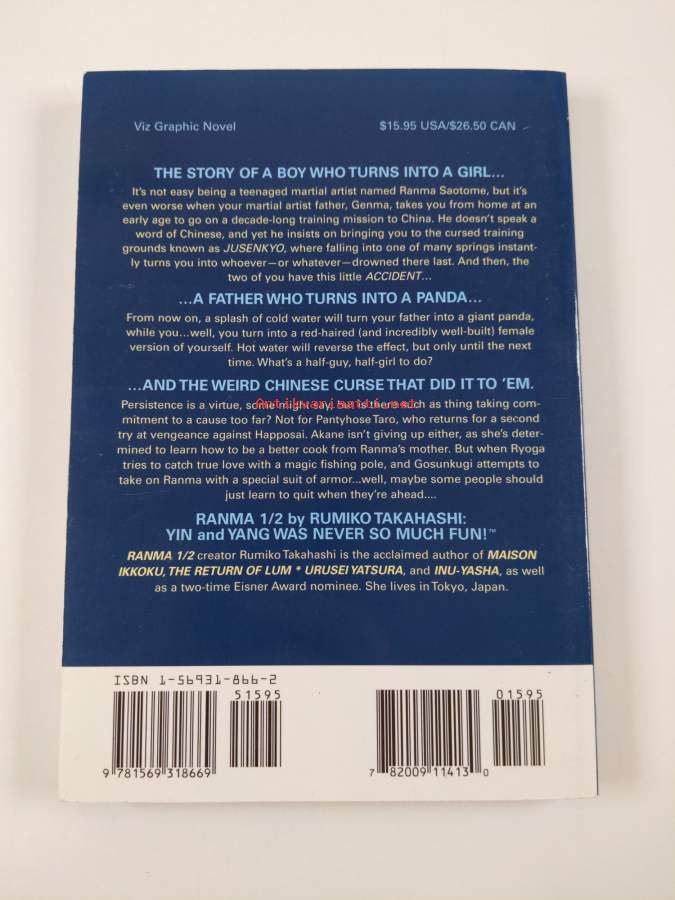 Viz Graphic Novel $15.95 USA/$26.50 CAN
THE STORY OF A BOY WHO TURNS INTO A GIRL...
It's not easy being a teenaged martial artist named Ranma Saotome, but it's
even worse when your martial artist father, Genma, takes you from home at an
early age to go on a decade-long training mission to China. He doesn't speak a
word of Chinese, and yet he insists on bringing you to the cursed training
grounds known as JUSENKYO, where falling into one of many springs instant-
ly turns you into whoever—or whatever—drowned there last. And then, the
two of you have this little ACCIDENT...
...A FATHER WHO TURNS INTO A PANDA...
From now on, a splash of cold water will turn your father into a giant panda,
while you...well, you turn into a red-haired (and incredibly well-built) female
version of yourself. Hot water will reverse the effect, but only until the next
time. What's a half-guy, half-girl to do?
...AND THE WEIRD CHINESE CURSE THAT DID IT TO 'EM.
Antikvariaatti.net
Persistence is a virtue, some might say, but is there such as thing taking com-
mitment to a cause too far? Not for Pantyhose Taro, who returns for a second
try at vengeance against Happosai. Akane isn't giving up either, as she's deter-
mined to learn how to be a better cook from Ranma's mother. But when Ryoga
tries to catch true love with a magic fishing pole, and Gosunkugi attempts to
take on Ranma with a special suit of armor...well, maybe some people should
just learn to quit when they're ahead....
RANMA 1/2 by RUMIKO TAKAHASHI:
YIN and YANG WAS NEVER SO MUCH FUN!™
RANMA 1/2 creator Rumiko Takahashi is the acclaimed author of MAISON
IKKOKU, THE RETURN OF LUM * URUSEI YATSURA, and INU-YASHA, as well
as a two-time Eisner Award nominee. She lives in Tokyo, Japan.
ISBN 1-56931-866-2
51595 01595
9 781569 318669 7 82009 11413 0